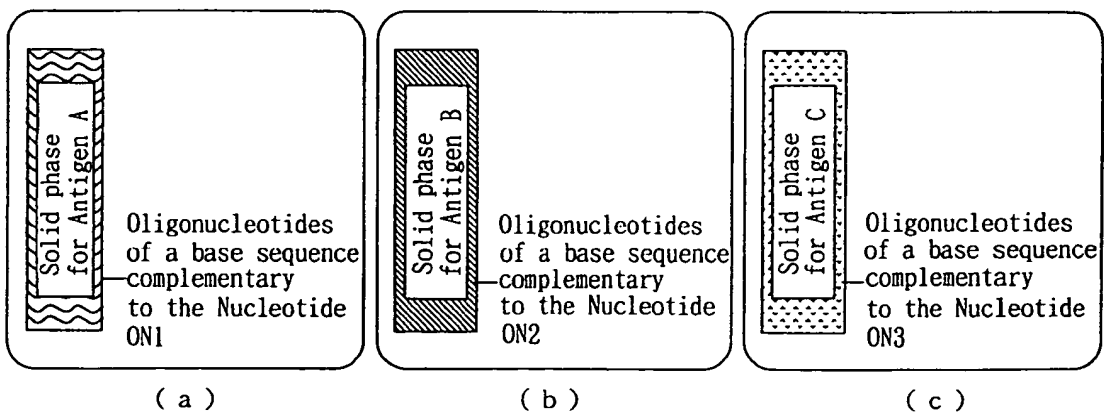 Solid phase
for Antigen A
Oligonucleotides
of a base sequence
complementary
to the Nucleotide
ON1
( a )
Solid phase
for Antigen B
Oligonucleotides
of a base sequence
complementary
to the Nucleotide
ON2
( b )
Solid phase
for Antigen C
Oligonucleotides
of a base sequence
complementary
to the Nucleotide
ON3
( c )